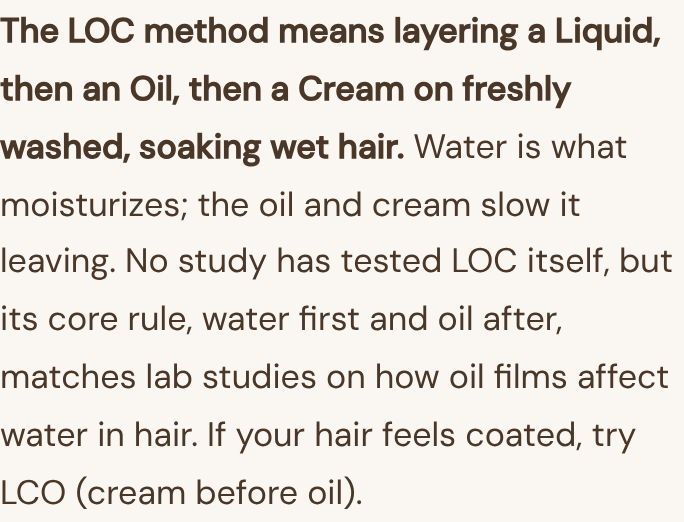 The LOC method means layering a Liquid,
then an Oil, then a Cream on freshly
washed, soaking wet hair. Water is what
moisturizes; the oil and cream slow it
leaving. No study has tested LOC itself, but
its core rule, water first and oil after,
matches lab studies on how oil films affect
water in hair. If your hair feels coated, try
LCO (cream before oil).